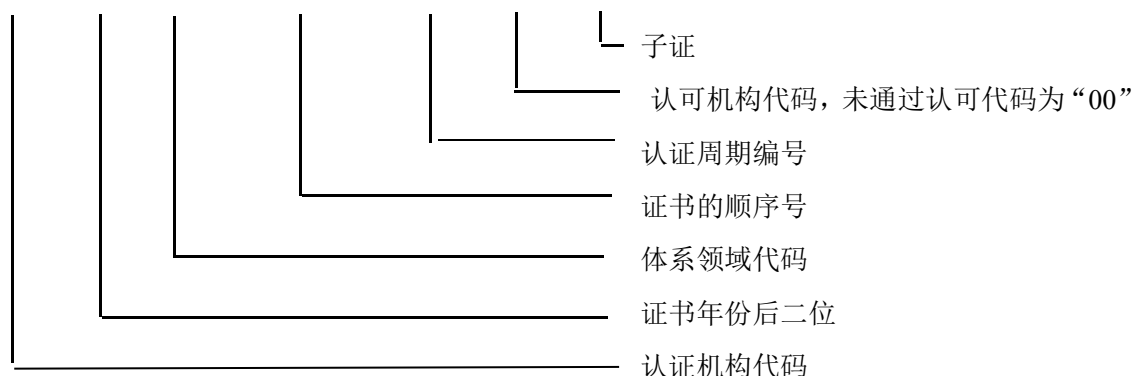 子证
认可机构代码，未通过认可代码为“00”
认证周期编号
证书的顺序号
体系领域代码
证书年份后二位
认证机构代码